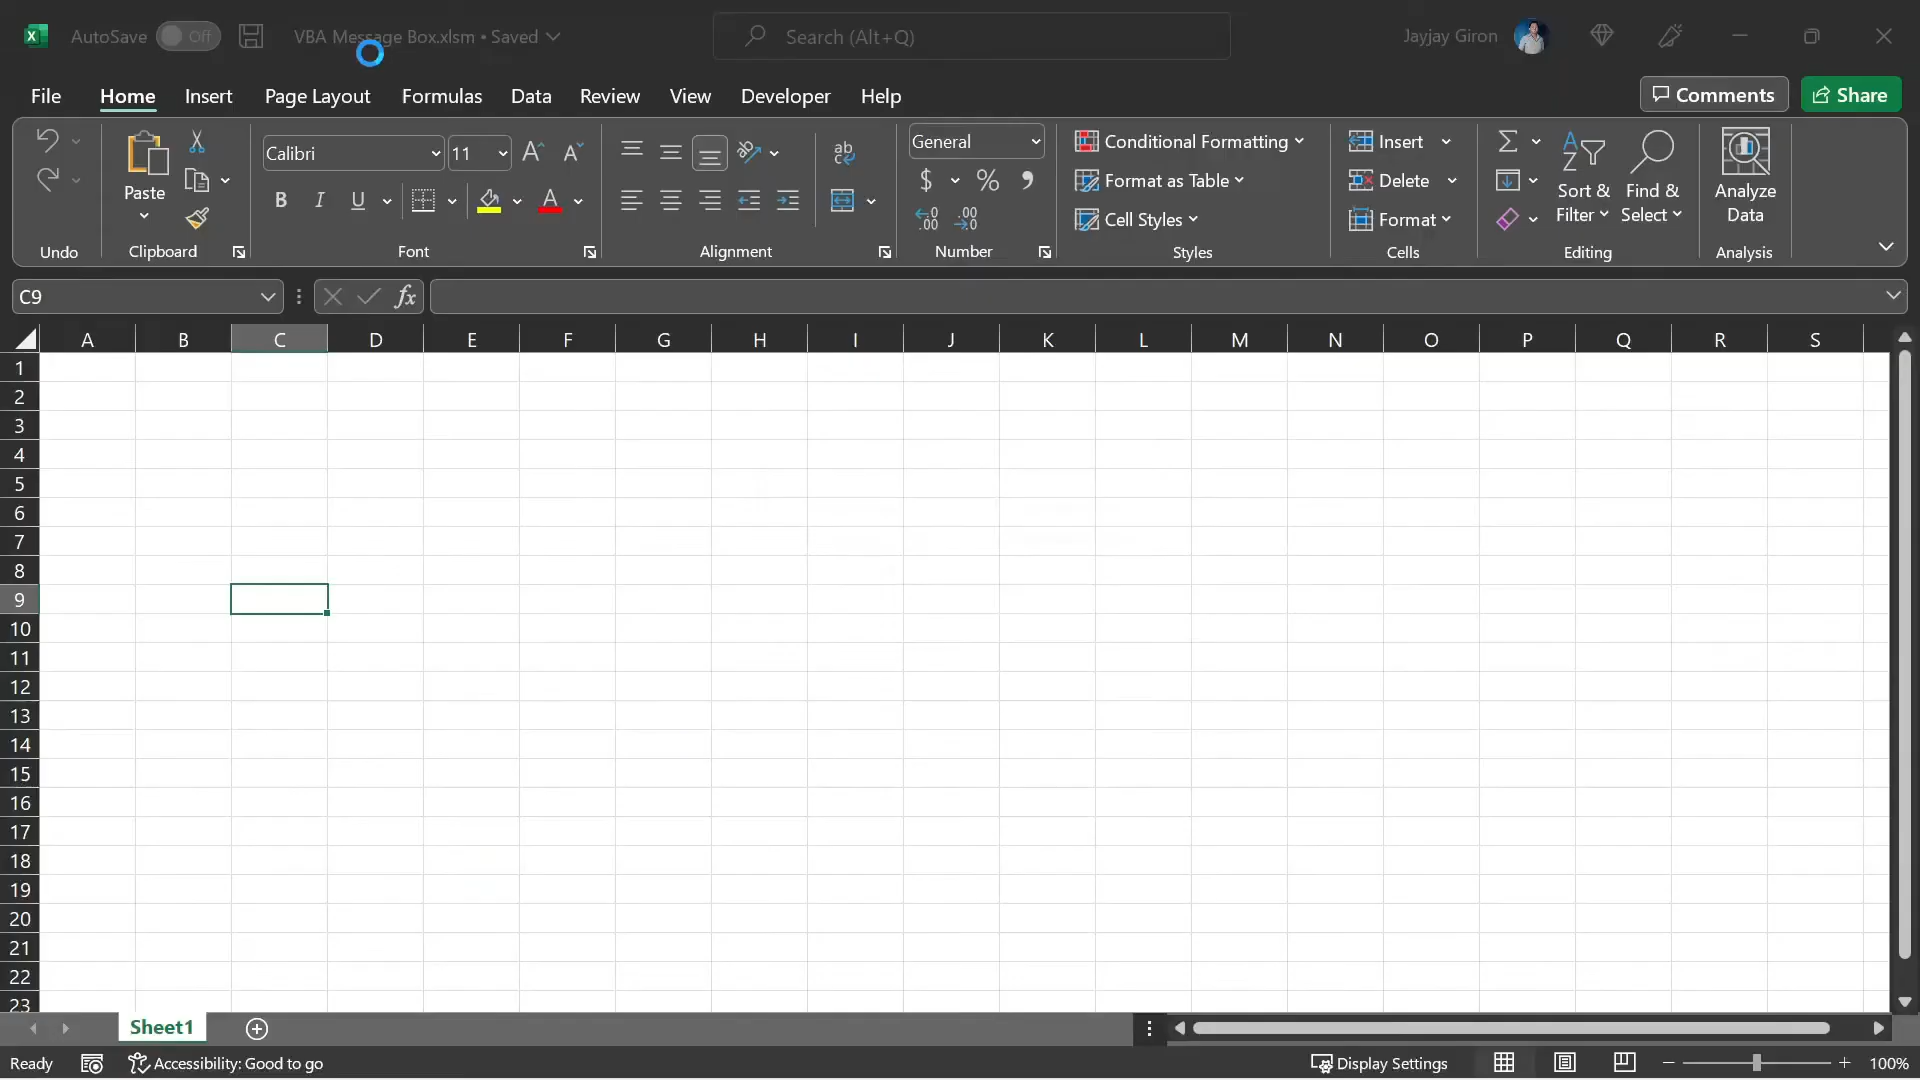 AutoSave Off VBA Message Box.xlsm • Saved Search (Alt+Q) Jayjay Giron
File Home Insert Page Layout Formulas Data Review View Developer Help Comments Share
Calibri 11 General Conditional Formatting Insert
Paste $ % Format as Table Delete Sort & Filter Find & Select Analyze Data
B I U Cell Styles Format
Undo Clipboard Font Alignment Number Styles Cells Editing Analysis
C9 fx
A B C D E F G H I J K L M N O P Q R S
1
2
3
4
5
6
7
8
9
10
11
12
13
14
15
16
17
18
19
20
21
22
23
Sheet1
Ready Accessibility: Good to go Display Settings 100%